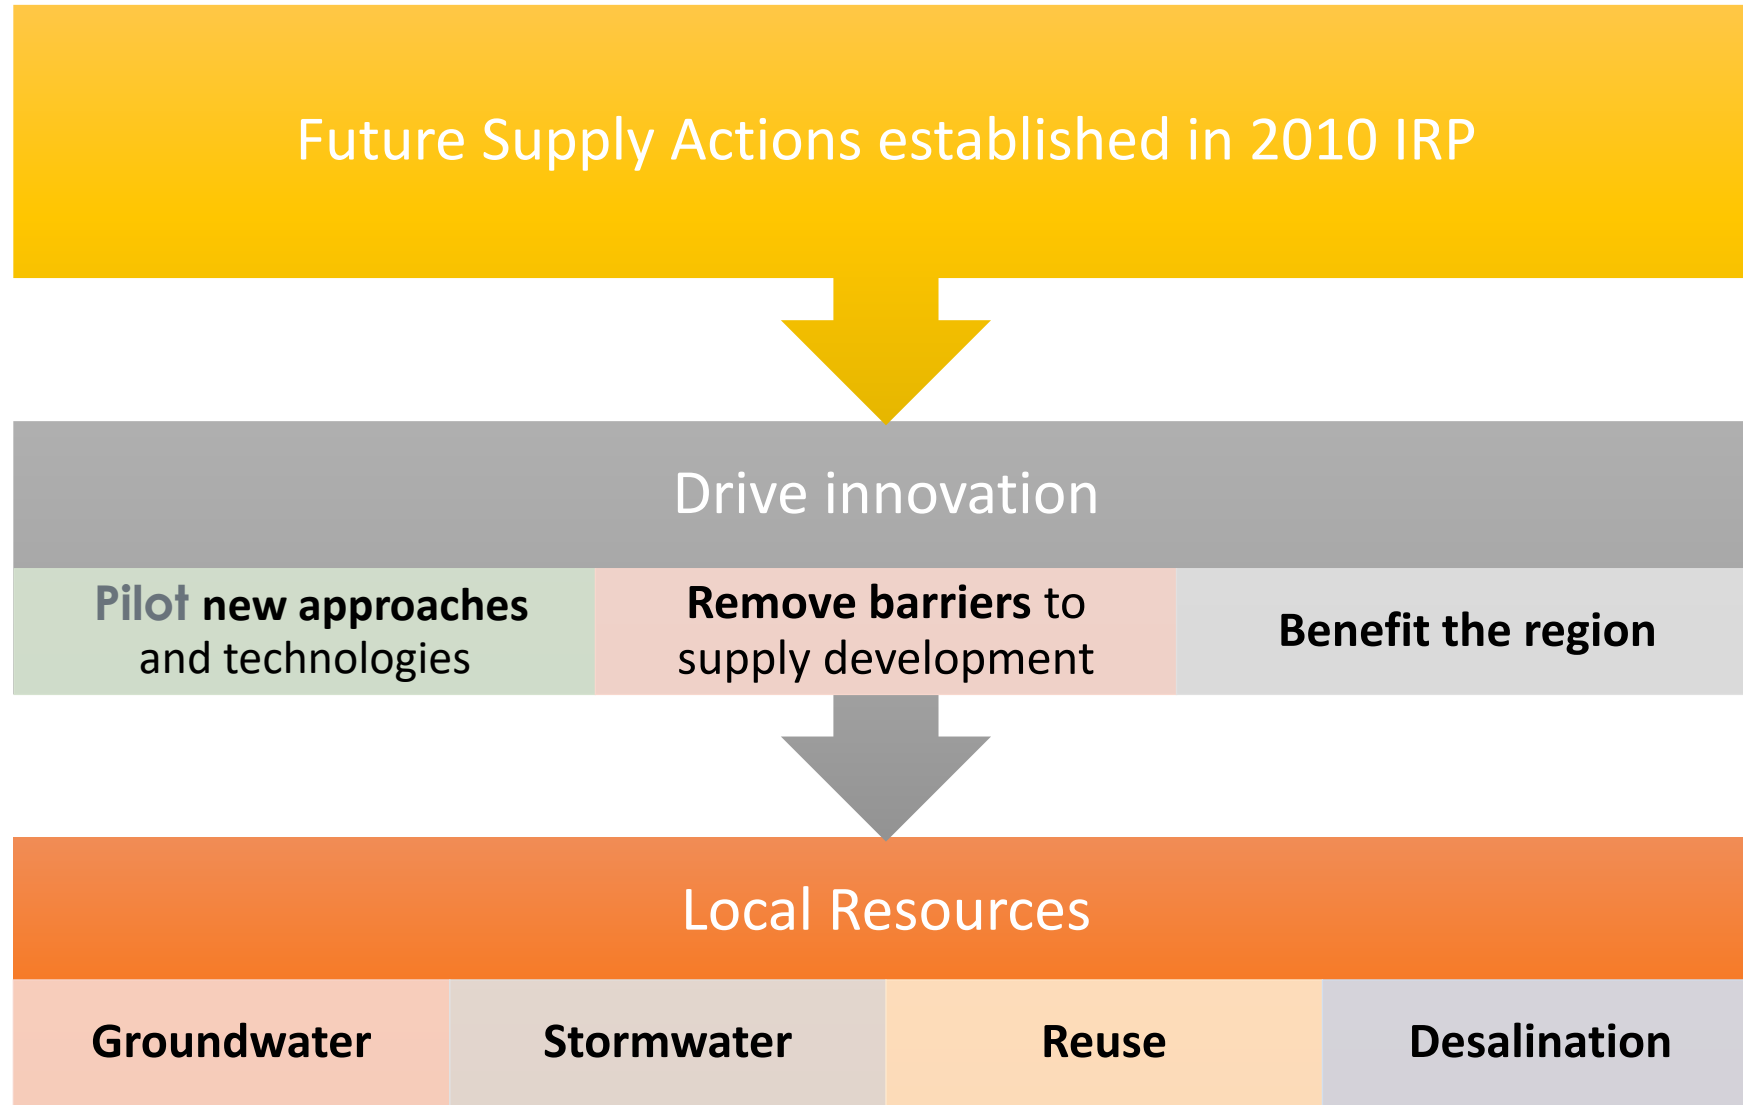 Future Supply Actions established in 2010 IRP
Drive innovation
Pilot new approaches
and technologies
Remove barriers to
supply development
Benefit the region
Local Resources
Groundwater
Stormwater
Reuse
Desalination